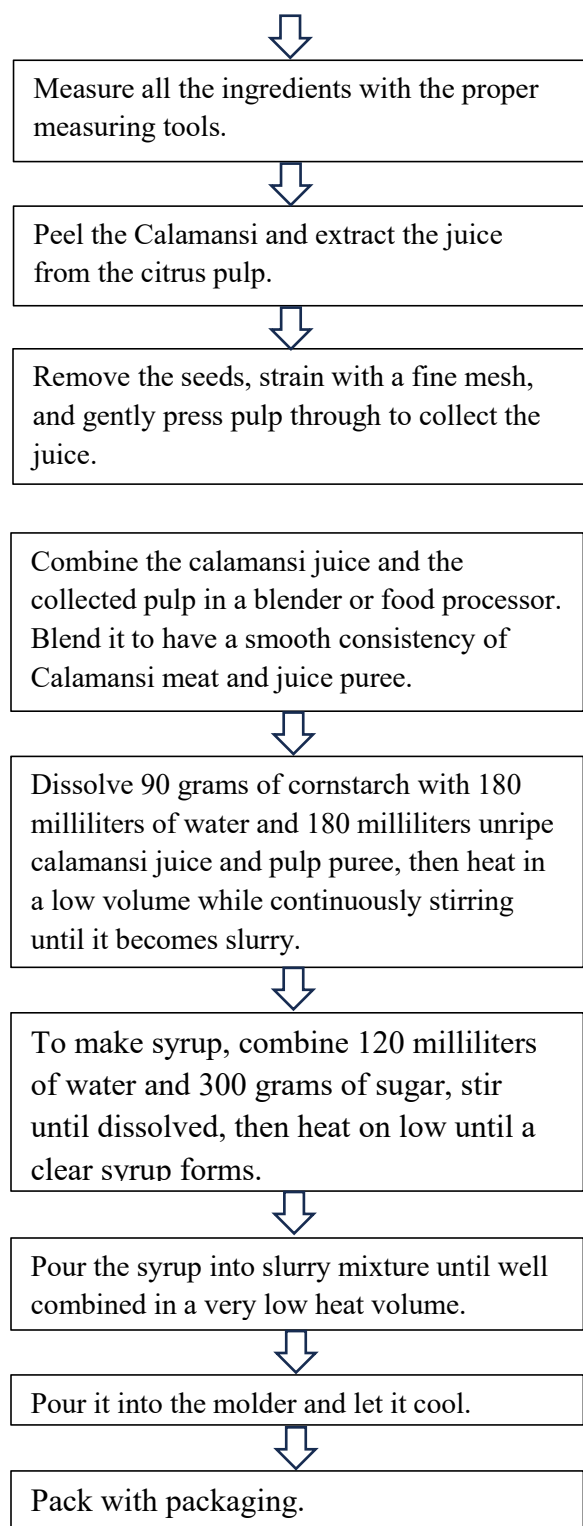 Measure all the ingredients with the proper
measuring tools.
Peel the Calamansi and extract the juice
from the citrus pulp.
Remove the seeds, strain with a fine mesh,
and gently press pulp through to collect the
juice.
Combine the calamansi juice and the
collected pulp in a blender or food processor.
Blend it to have a smooth consistency of
Calamansi meat and juice puree.
Dissolve 90 grams of cornstarch with 180
milliliters of water and 180 milliliters unripe
calamansi juice and pulp puree, then heat in
a low volume while continuously stirring
until it becomes slurry.
To make syrup, combine 120 milliliters
of water and 300 grams of sugar, stir
until dissolved, then heat on low until a
clear syrup forms.
Pour the syrup into slurry mixture until well
combined in a very low heat volume.
Pour it into the molder and let it cool.
Pack with packaging.